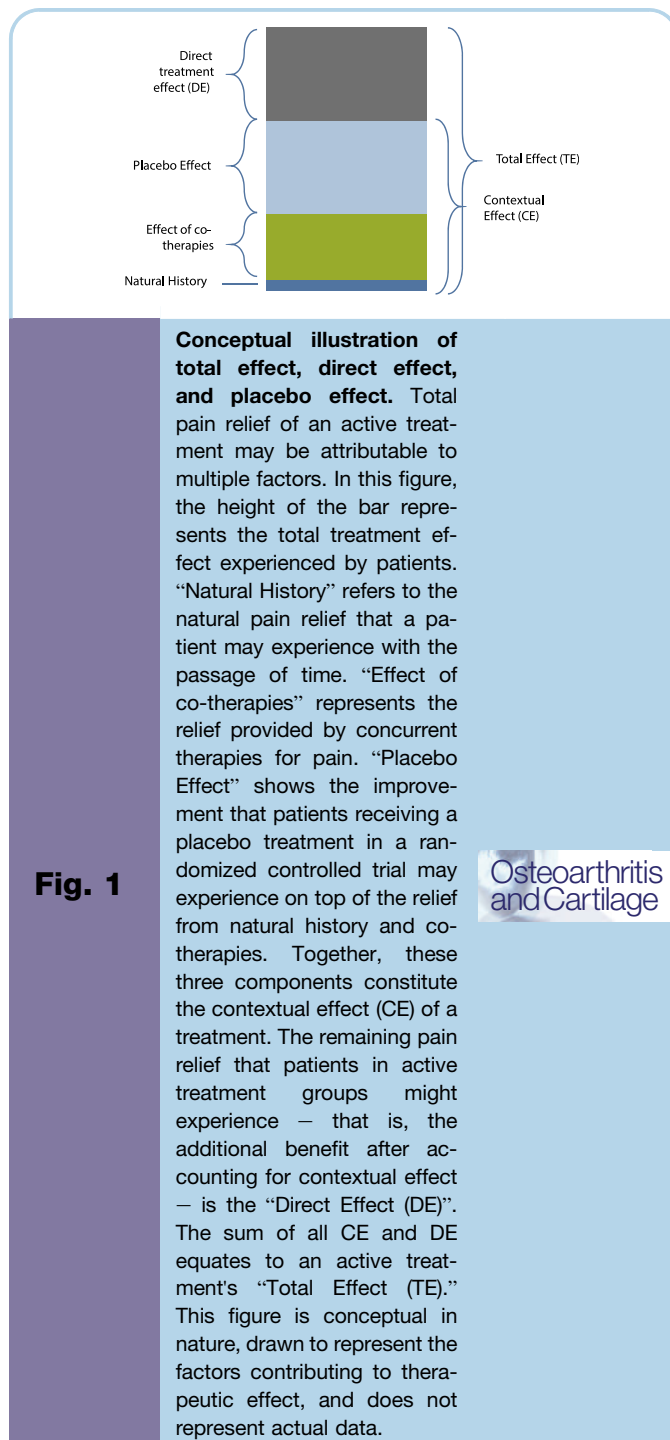 Direct
treatment
effect (DE)
Placebo Effect
Effect of co-
therapies
Natural History
Total Effect (TE)
Contextual
Effect (CE)
Fig. 1
Conceptual illustration of
total effect, direct effect,
and placebo effect. Total
pain relief of an active treat-
ment may be attributable to
multiple factors. In this figure,
the height of the bar repre-
sents the total treatment ef-
fect experienced by patients.
“Natural History” refers to the
natural pain relief that a pa-
tient may experience with the
passage of time. “Effect of
co-therapies” represents the
relief provided by concurrent
therapies for pain. “Placebo
Effect” shows the improve-
ment that patients receiving a
placebo treatment in a ran-
domized controlled trial may
experience on top of the relief
from natural history and co-
therapies. Together, these
three components constitute
the contextual effect (CE) of a
treatment. The remaining pain
relief that patients in active
treatment groups might
experience — that is, the
additional benefit after ac-
counting for contextual effect
— is the “Direct Effect (DE)”.
The sum of all CE and DE
equates to an active treat-
ment's “Total Effect (TE).”
This figure is conceptual in
nature, drawn to represent the
factors contributing to thera-
peutic effect, and does not
represent actual data.
Osteoarthritis
and Cartilage